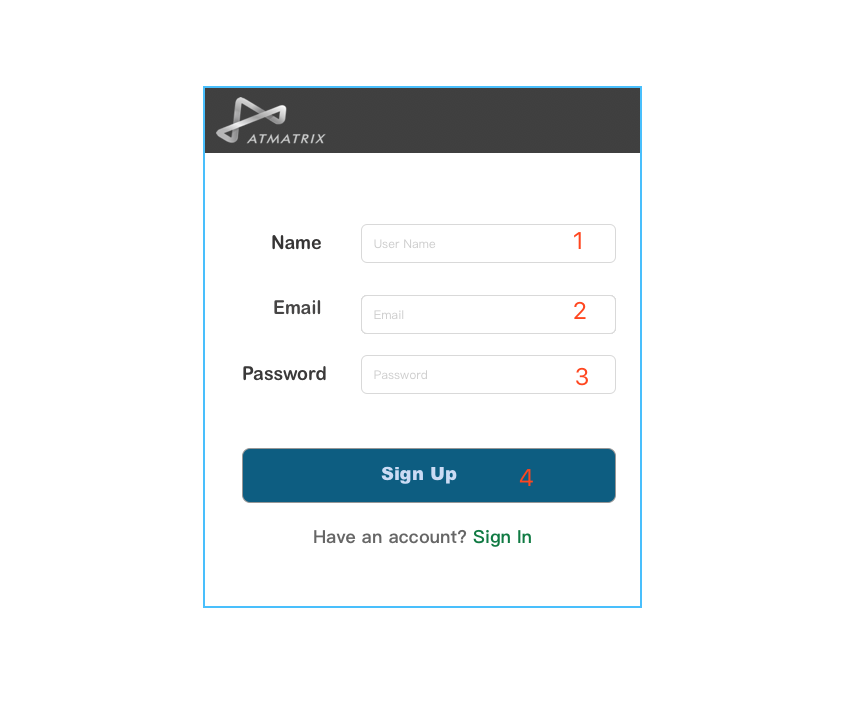 ATMATRIX
Name User Name 1
Email Email 2
Password Password 3
Sign Up 4
Have an account? Sign In